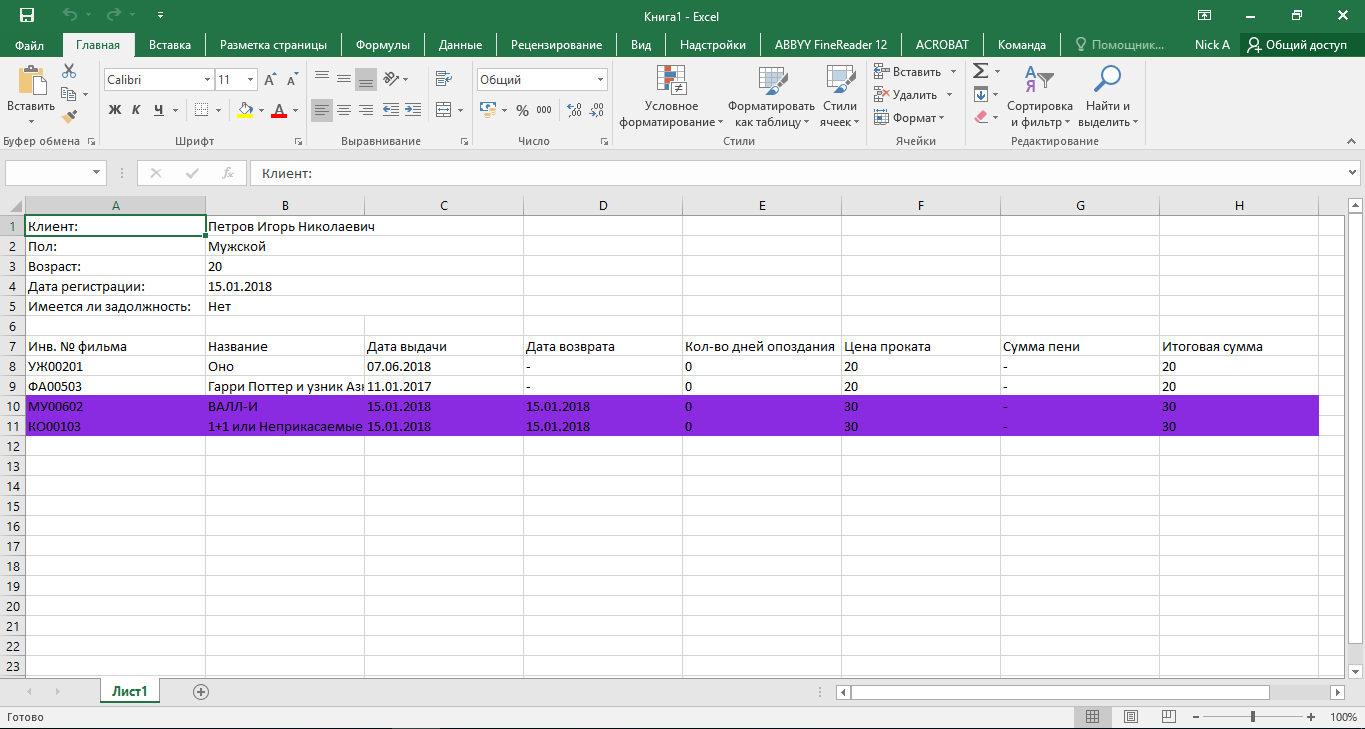 Книга1 - Excel
Файл Главная Вставка Разметка страницы Формулы Данные Рецензирование Вид Надстройки ABBYY FineReader 12 ACROBAT Команда Помощник... Nick A Общий доступ
Вставить
Calibri 11
Ж К Ч
Общий
% 000
Условное форматирование
Форматировать как таблицу
Стили ячеек
Вставить
Удалить
Формат
Сортировка и фильтр
Найти и выделить
Буфер обмена Шрифт Выравнивание Число Стили Ячейки Редактирование
fx Клиент:
A B C D E F G H
1 Клиент: Петров Игорь Николаевич
2 Пол: Мужской
3 Возраст: 20
4 Дата регистрации: 15.01.2018
5 Имеется ли задолжность: Нет
6
7 Инв. № фильма Название Дата выдачи Дата возврата Кол-во дней опоздания Цена проката Сумма пени Итоговая сумма
8 УЖ00201 Оно 07.06.2018 - 0 20 - 20
9 ФА00503 Гарри Поттер и узник Азк 11.01.2017 - 0 20 - 20
10 МУ00602 ВАЛЛ-И 15.01.2018 15.01.2018 0 30 - 30
11 КО00103 1+1 или Неприкасаемые 15.01.2018 15.01.2018 0 30 - 30
12
13
14
15
16
17
18
19
20
21
22
23
Лист1
Готово 100%